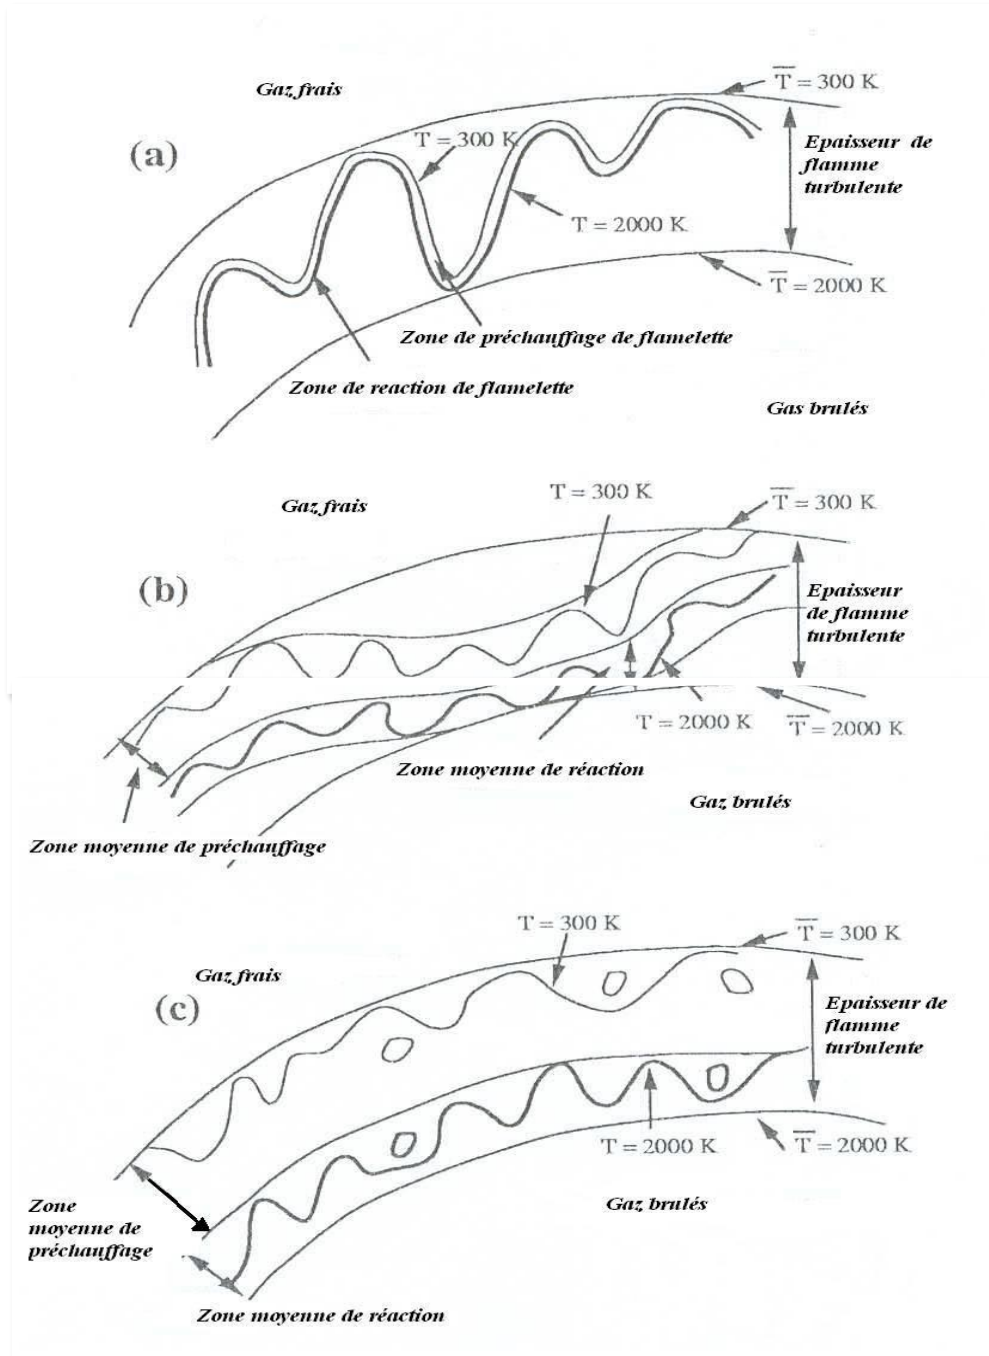 Gaz frais
T̅ = 300 K
(a)
T = 300 K
Epaisseur de
flamme
turbulente
T = 2000 K
T̅ = 2000 K
Zone de préchauffage de flamelette
Zone de reaction de flamelette
Gas brulés
Gaz frais
T = 300 K
T̅ = 300 K
(b)
Epaisseur
de flamme
turbulente
T = 2000 K
T̅ = 2000K
Zone moyenne de réaction
Gaz brulés
Zone moyenne de préchauffage
T = 300 K
T̅ = 300 K
Gaz frais
(c)
Epaisseur de
flamme
turbulente
T = 2000 K
T̅ = 2000 K
Zone
moyenne de
préchauffage
Gaz brulés
Zone moyenne de réaction